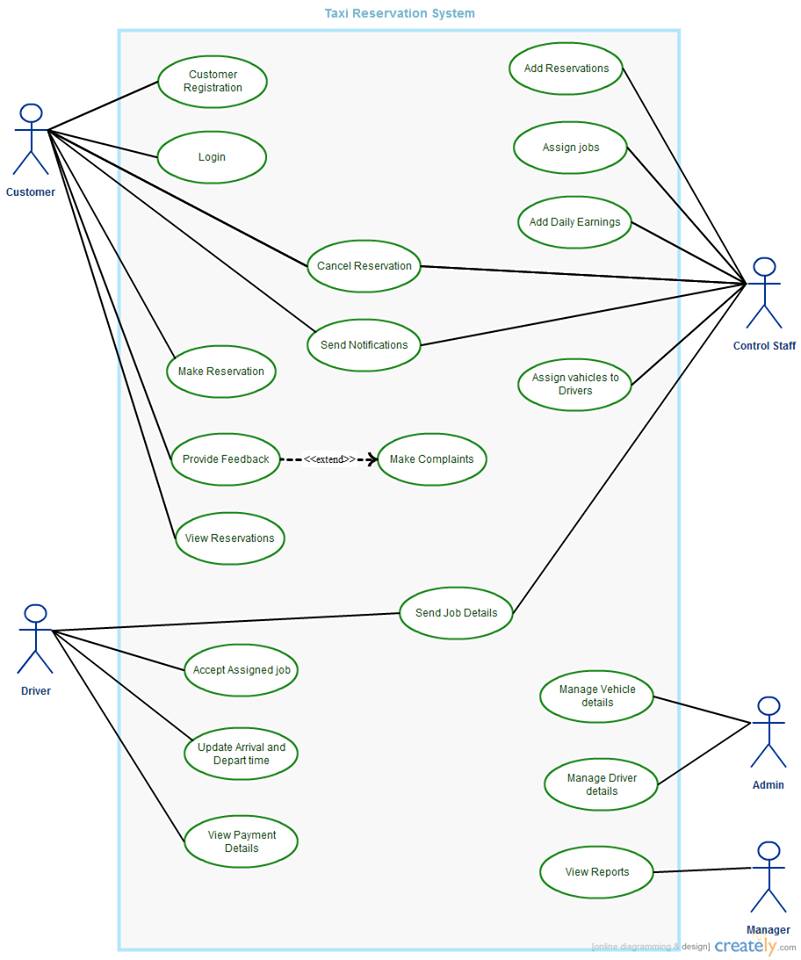 Taxi Reservation System
Customer
Registration
Add Reservations
Login
Assign jobs
Customer
Add Daily Earnings
Cancel Reservation
Send Notifications
Control Staff
Make Reservation
Assign vehicles to
Drivers
Provide Feedback
<<extend>>
Make Complaints
View Reservations
Send Job Details
Accept Assigned job
Driver
Manage Vehicle
details
Update Arrival and
Depart time
Manage Driver
details
Admin
View Payment
Details
View Reports
Manager
[online diagramming & design] creately.com